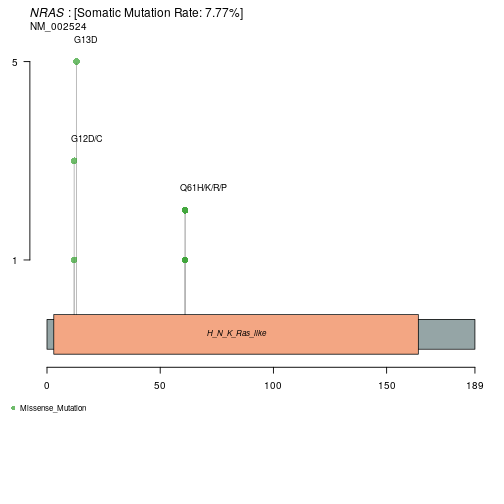 NRAS : [Somatic Mutation Rate: 7.77%]
NM_002524
G13D
5
G12D/C
Q61H/K/R/P
1
H_N_K_Ras_like
0 50 100 150 189
Missense_Mutation